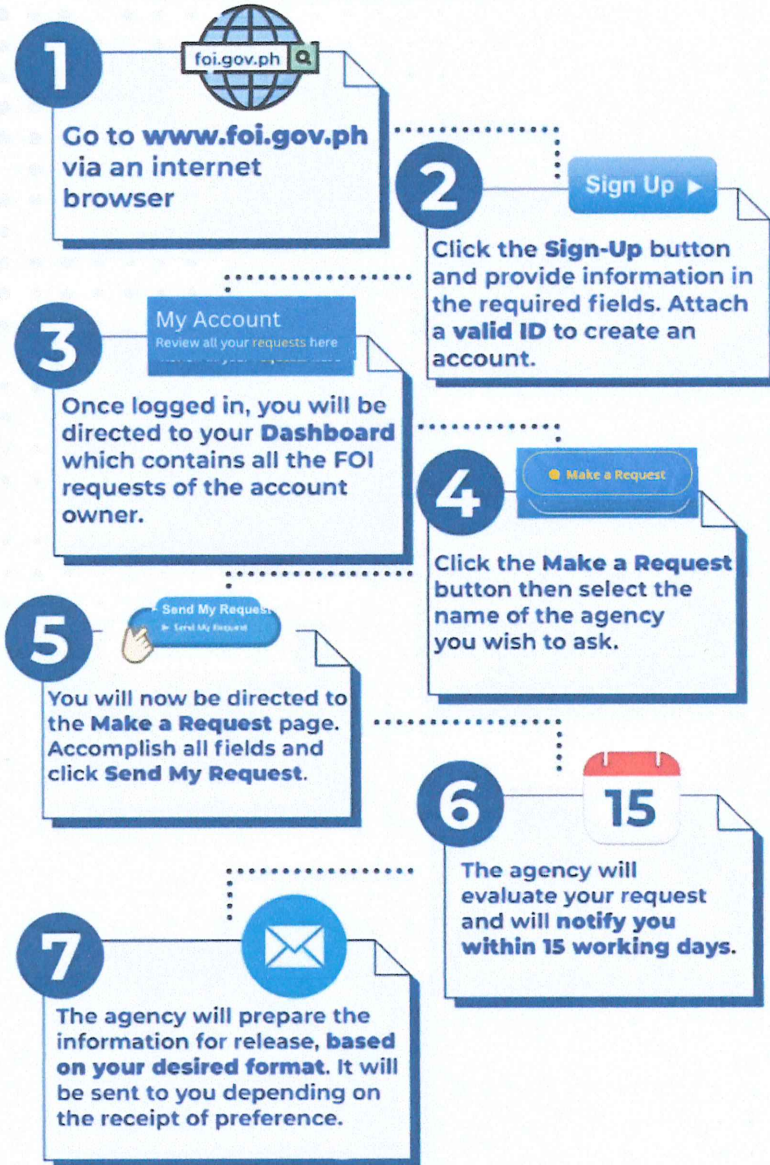 1
foi.gov.ph
Go to www.foi.gov.ph
via an internet
browser
2
Sign Up
Click the Sign-Up button
and provide information in
the required fields. Attach
a valid ID to create an
account.
3
My Account
Review all your requests here
Once logged in, you will be
directed to your Dashboard
which contains all the FOI
requests of the account
owner.
4
Make a Request
Click the Make a Request
button then select the
name of the agency
you wish to ask.
5
Send My Request
Send My Request
You will now be directed to
the Make a Request page.
Accomplish all fields and
click Send My Request.
6
15
The agency will
evaluate your request
and will notify you
within 15 working days.
7
The agency will prepare the
information for release, based
on your desired format. It will
be sent to you depending on
the receipt of preference.